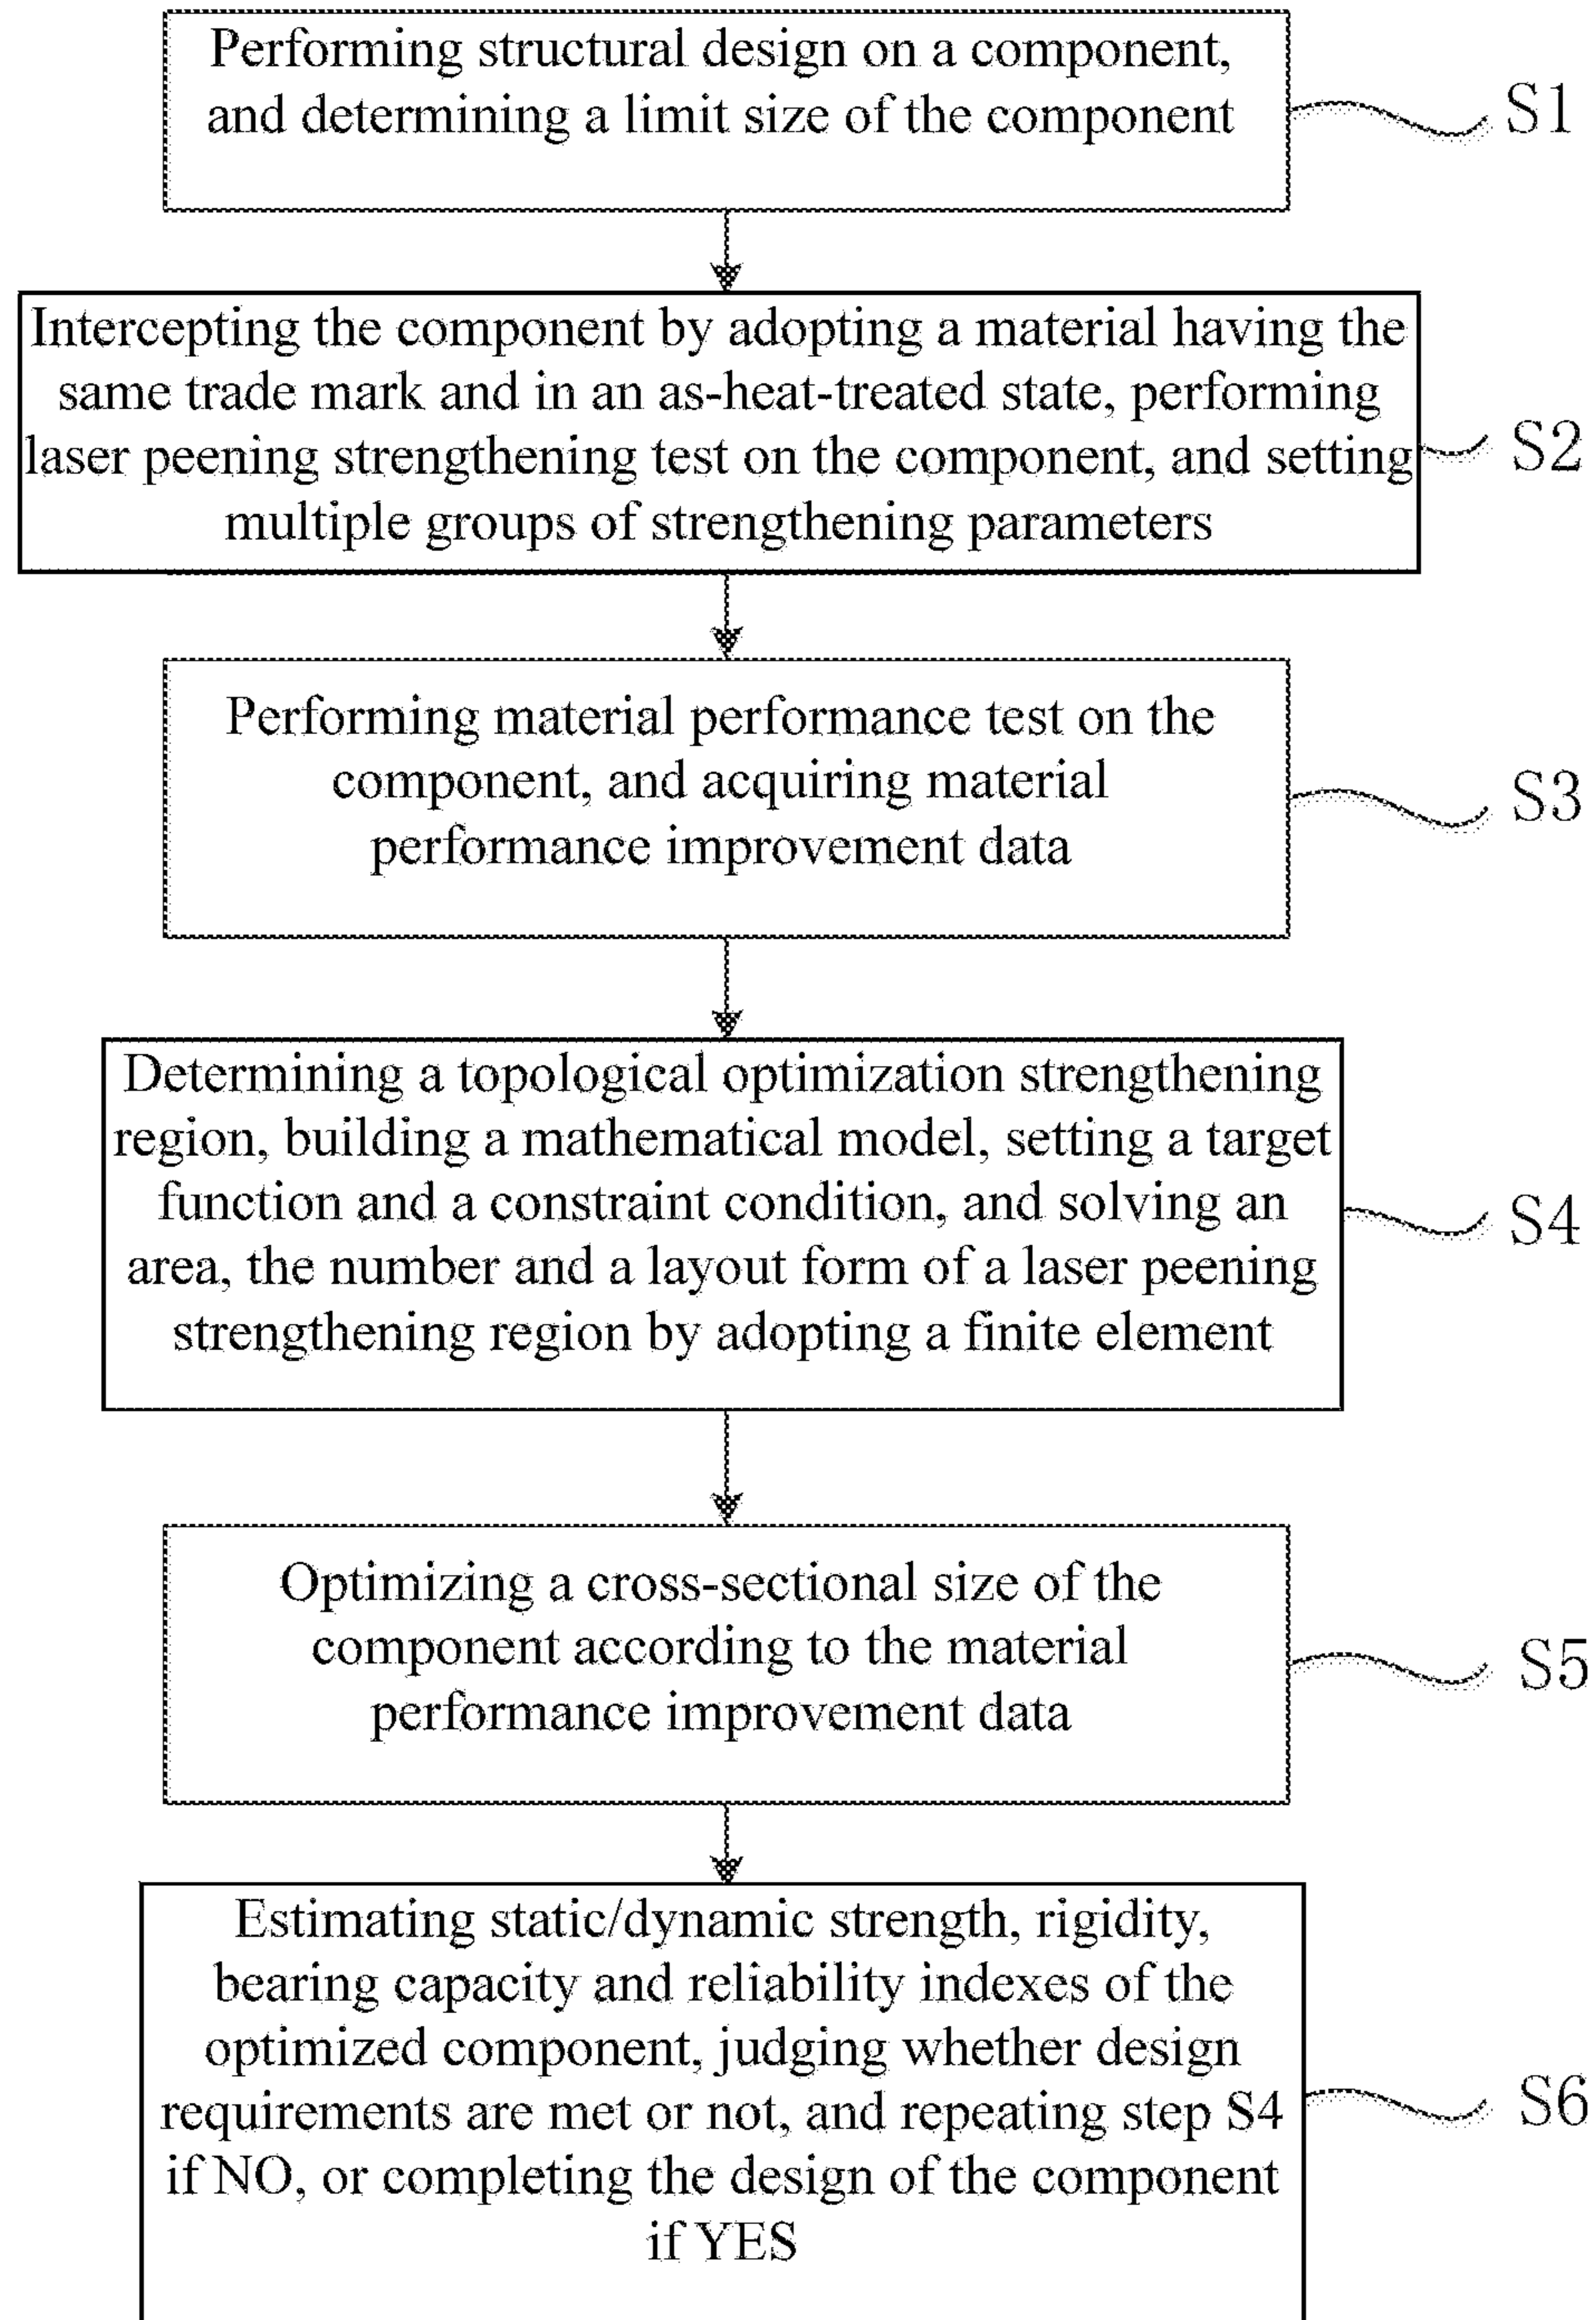 Performing structural design on a component,
and determining a limit size of the component
S1
Intercepting the component by adopting a material having the
same trade mark and in an as-heat-treated state, performing
laser peening strengthening test on the component, and setting
multiple groups of strengthening parameters
S2
Performing material performance test on the
component, and acquiring material
performance improvement data
S3
Determining a topological optimization strengthening
region, building a mathematical model, setting a target
function and a constraint condition, and solving an
area, the number and a layout form of a laser peening
strengthening region by adopting a finite element
S4
Optimizing a cross-sectional size of the
component according to the material
performance improvement data
S5
Estimating static/dynamic strength, rigidity,
bearing capacity and reliability indexes of the
optimized component, judging whether design
requirements are met or not, and repeating step S4
if NO, or completing the design of the component
if YES
S6